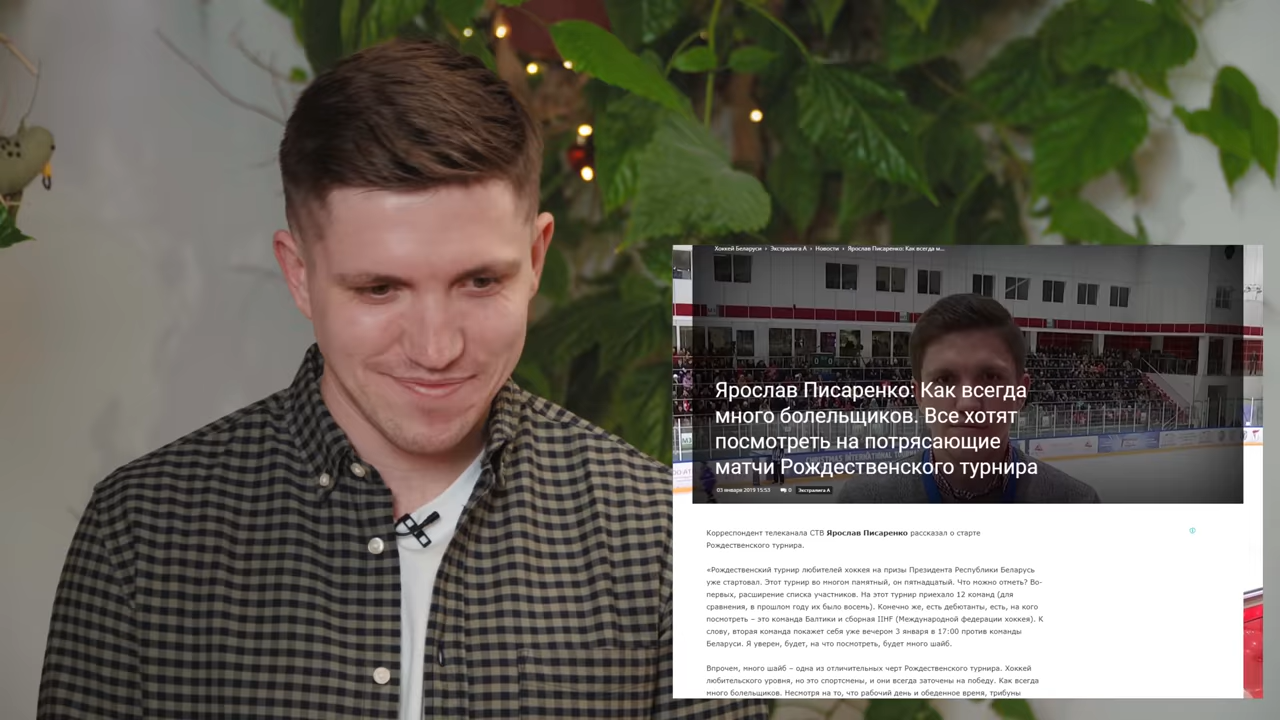 Хоккей Беларуси › Экстралига А › Новости › Ярослав Писаренко: Как всегда м...
Ярослав Писаренко: Как всегда
много болельщиков. Все хотят
посмотреть на потрясающие
матчи Рождественского турнира
CHRISTMAS INTERNATIONAL
03 января 2019 15:53 0 Экстралига А
Корреспондент телеканала СТВ Ярослав Писаренко рассказал о старте
Рождественского турнира.
«Рождественский турнир любителей хоккея на призы Президента Республики Беларусь
уже стартовал. Этот турнир во многом памятный, он пятнадцатый. Что можно отметь? Во-
первых, расширение списка участников. На этот турнир приехало 12 команд (для
сравнения, в прошлом году их было восемь). Конечно же, есть дебютанты, есть, на кого
посмотреть – это команда Балтики и сборная IIHF (Международной федерации хоккея). К
слову, вторая команда покажет себя уже вечером 3 января в 17:00 против команды
Беларуси. Я уверен, будет, на что посмотреть, будет много шайб.
Впрочем, много шайб – одна из отличительных черт Рождественского турнира. Хоккей
любительского уровня, но это спортсмены, и они всегда заточены на победу. Как всегда
много болельщиков. Несмотря на то, что рабочий день и обеденное время, трибуны